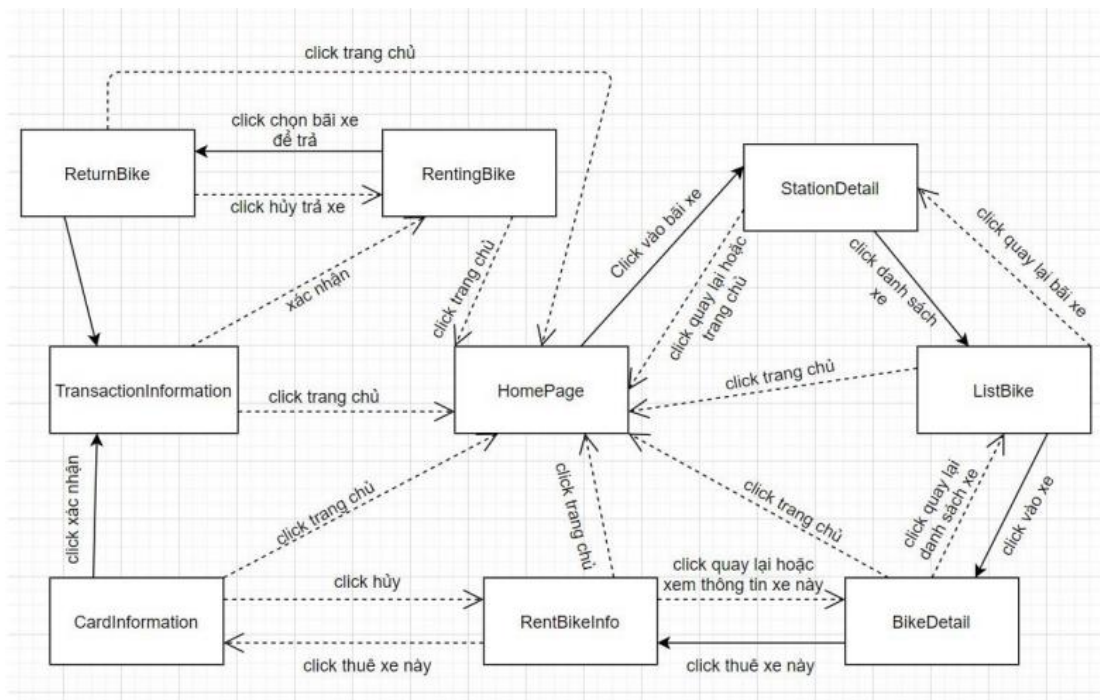 click trang chủ
click chọn bãi xe
để trả
ReturnBike
RentingBike
click hủy trả xe
StationDetail
Click vào bãi xe
click quay lại hoặc
trang chủ
click danh sách
xe
click quay lại bãi xe
xác nhận
click trang chủ
TransactionInformation
click trang chủ
HomePage
click trang chủ
ListBike
click xác nhận
click trang chủ
click trang chủ
click trang chủ
click quay lại
danh sách xe
click vào xe
CardInformation
click hủy
RentBikeInfo
click quay lại hoặc
xem thông tin xe này
BikeDetail
click thuê xe này
click thuê xe này